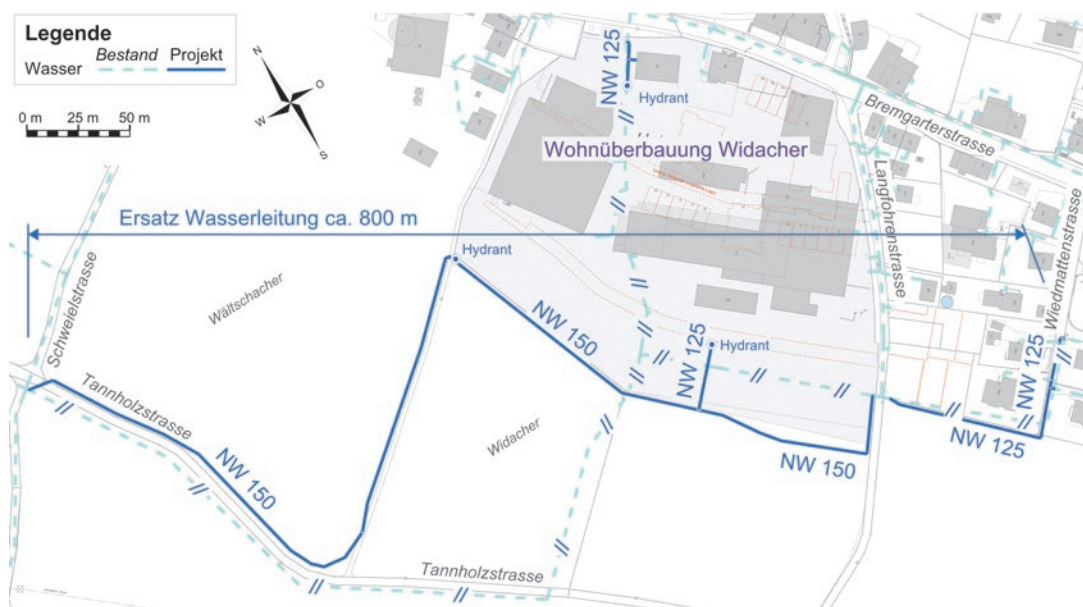 Legende
Bestand Projekt
Wasser
0 m 25 m 50 m
N
O
W
S
NW 125
Hydrant
Wohnüberbauung Widacher
Bremgarterstrasse
Langfohrenstrasse
Wiedmattenstrasse
Ersatz Wasserleitung ca. 800 m
Schweielstrasse
Wältschacher
Hydrant
NW 150
NW 125
Hydrant
NW 125
Tannholzstrasse
NW 150
Widacher
NW 150
NW 125
Tannholzstrasse